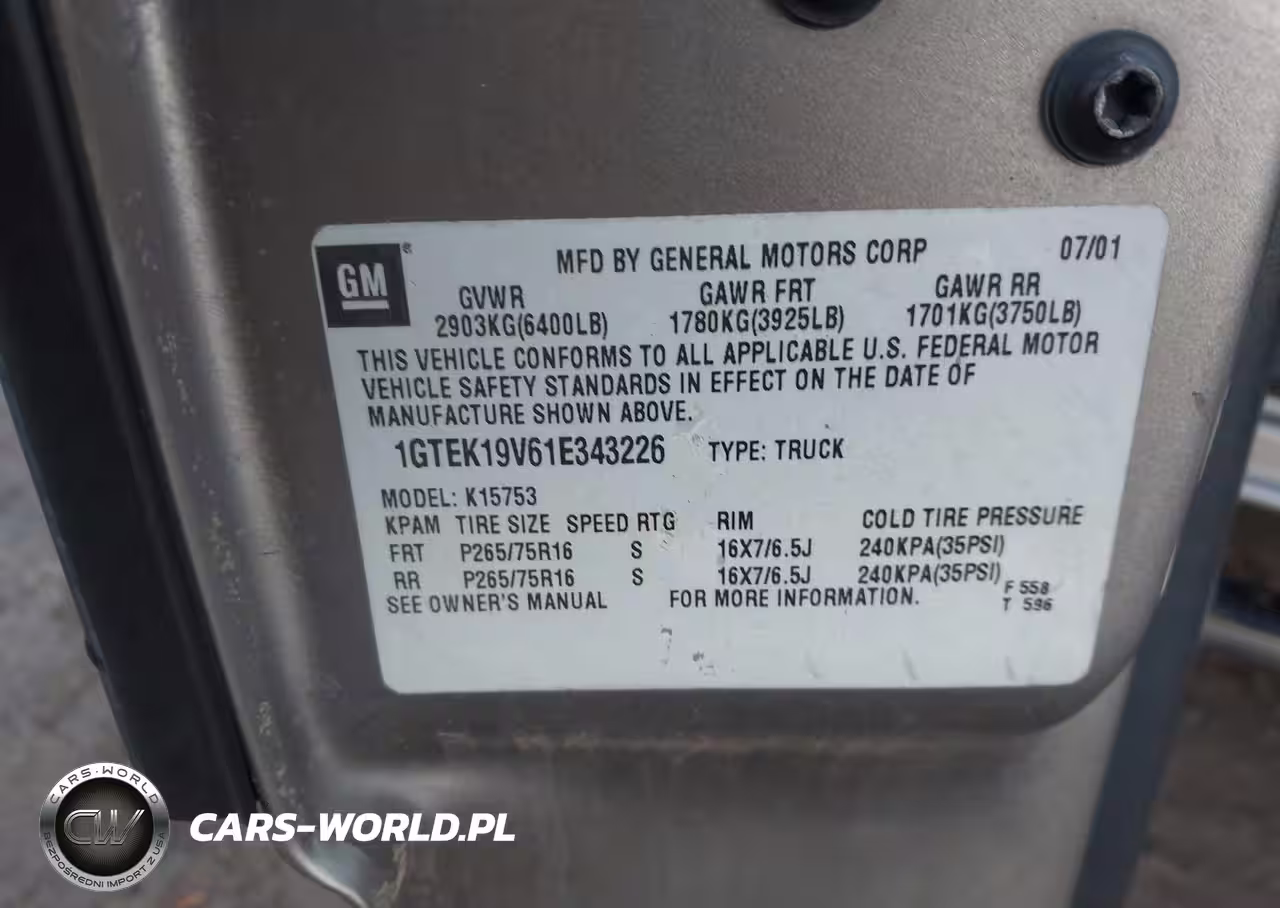 GM ®
MFD BY GENERAL MOTORS CORP 07/01
GVWR GAWR FRT GAWR RR
2903KG(6400LB) 1780KG(3925LB) 1701KG(3750LB)
THIS VEHICLE CONFORMS TO ALL APPLICABLE U.S. FEDERAL MOTOR
VEHICLE SAFETY STANDARDS IN EFFECT ON THE DATE OF
MANUFACTURE SHOWN ABOVE.
1GTEK19V61E343226 TYPE: TRUCK
MODEL: K15753
KPAM TIRE SIZE SPEED RTG RIM COLD TIRE PRESSURE
FRT P265/75R16 S 16X7/6.5J 240KPA(35PSI)
RR P265/75R16 S 16X7/6.5J 240KPA(35PSI)
SEE OWNER'S MANUAL FOR MORE INFORMATION.
F 558
T 596
CARS-WORLD
CW
BEZPOŚREDNI IMPORT Z USA
CARS-WORLD.PL